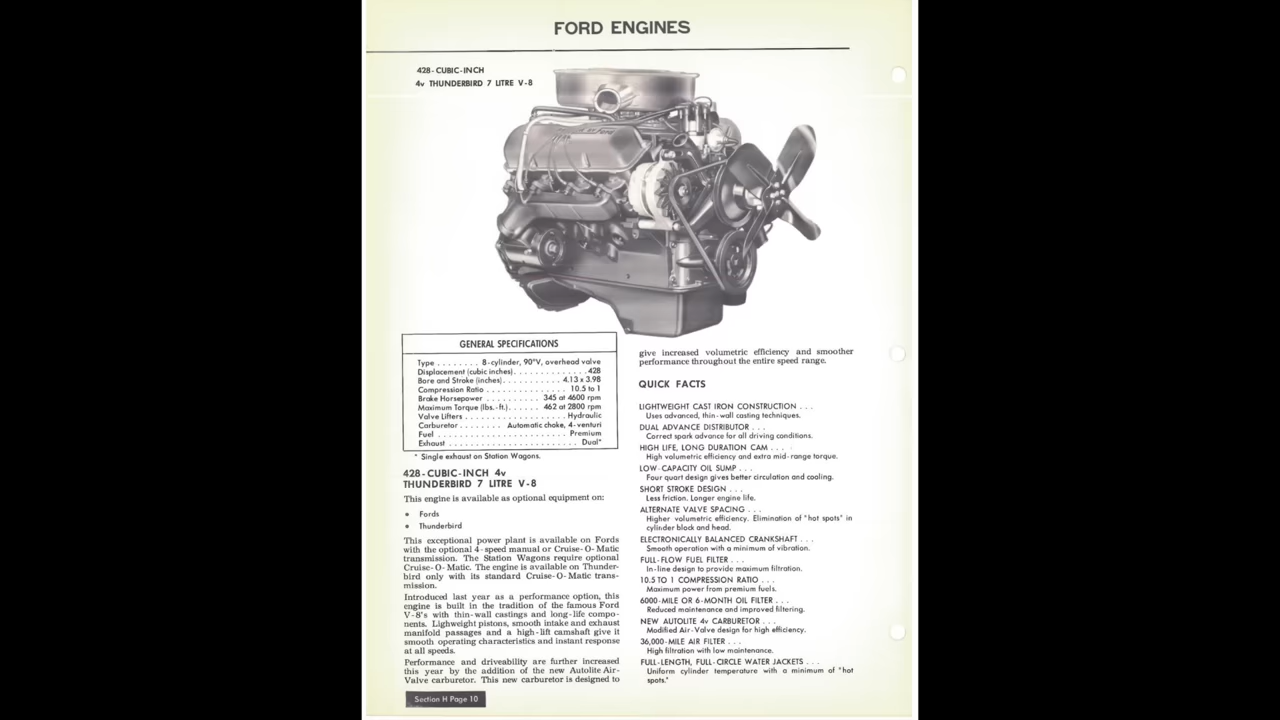 FORD ENGINES
428-CUBIC-INCH
4v THUNDERBIRD 7 LITRE V-8
GENERAL SPECIFICATIONS
Type . . . . . . . . 8-cylinder, 90°V, overhead valve
Displacement (cubic inches). . . . . . . . . . . . . . 428
Bore and Stroke (inches). . . . . . . . . . 4.13 x 3.98
Compression Ratio . . . . . . . . . . . . . . 10.5 to 1
Brake Horsepower . . . . . . . . . . 345 at 4600 rpm
Maximum Torque (lbs.-ft.). . . . . . 462 at 2800 rpm
Valve Lifters . . . . . . . . . . . . . . . . . . Hydraulic
Carburetor . . . . . . . . Automatic choke, 4-venturi
Fuel . . . . . . . . . . . . . . . . . . . . . . . Premium
Exhaust . . . . . . . . . . . . . . . . . . . . . . . Dual*
* Single exhaust on Station Wagons.
428-CUBIC-INCH 4v
THUNDERBIRD 7 LITRE V-8
This engine is available as optional equipment on:
• Fords
• Thunderbird
This exceptional power plant is available on Fords
with the optional 4-speed manual or Cruise-O-Matic
transmission. The Station Wagons require optional
Cruise-O-Matic. The engine is available on Thunder-
bird only with its standard Cruise-O-Matic trans-
mission.
Introduced last year as a performance option, this
engine is built in the tradition of the famous Ford
V-8's with thin-wall castings and long-life compo-
nents. Lighweight pistons, smooth intake and exhaust
manifold passages and a high-lift camshaft give it
smooth operating characteristics and instant response
at all speeds.
Performance and driveability are further increased
this year by the addition of the new Autolite Air-
Valve carburetor. This new carburetor is designed to
give increased volumetric efficiency and smoother
performance throughout the entire speed range.
QUICK FACTS
LIGHTWEIGHT CAST IRON CONSTRUCTION . . .
Uses advanced, thin-wall casting techniques.
DUAL ADVANCE DISTRIBUTOR . . .
Correct spark advance for all driving conditions.
HIGH LIFE, LONG DURATION CAM . . .
High volumetric efficiency and extra mid-range torque.
LOW-CAPACITY OIL SUMP . . .
Four quart design gives better circulation and cooling.
SHORT STROKE DESIGN . . .
Less friction. Longer engine life.
ALTERNATE VALVE SPACING . . .
Higher volumetric efficiency. Elimination of "hot spots" in
cylinder block and head.
ELECTRONICALLY BALANCED CRANKSHAFT . . .
Smooth operation with a minimum of vibration.
FULL-FLOW FUEL FILTER . . .
In-line design to provide maximum filtration.
10.5 TO 1 COMPRESSION RATIO . . .
Maximum power from premium fuels.
6000-MILE OR 6-MONTH OIL FILTER . . .
Reduced maintenance and improved filtering.
NEW AUTOLITE 4v CARBURETOR . . .
Modified Air-Valve design for high efficiency.
36,000-MILE AIR FILTER . . .
High filtration with low maintenance.
FULL-LENGTH, FULL-CIRCLE WATER JACKETS . . .
Uniform cylinder temperature with a minimum of "hot
spots."
Section H Page 10